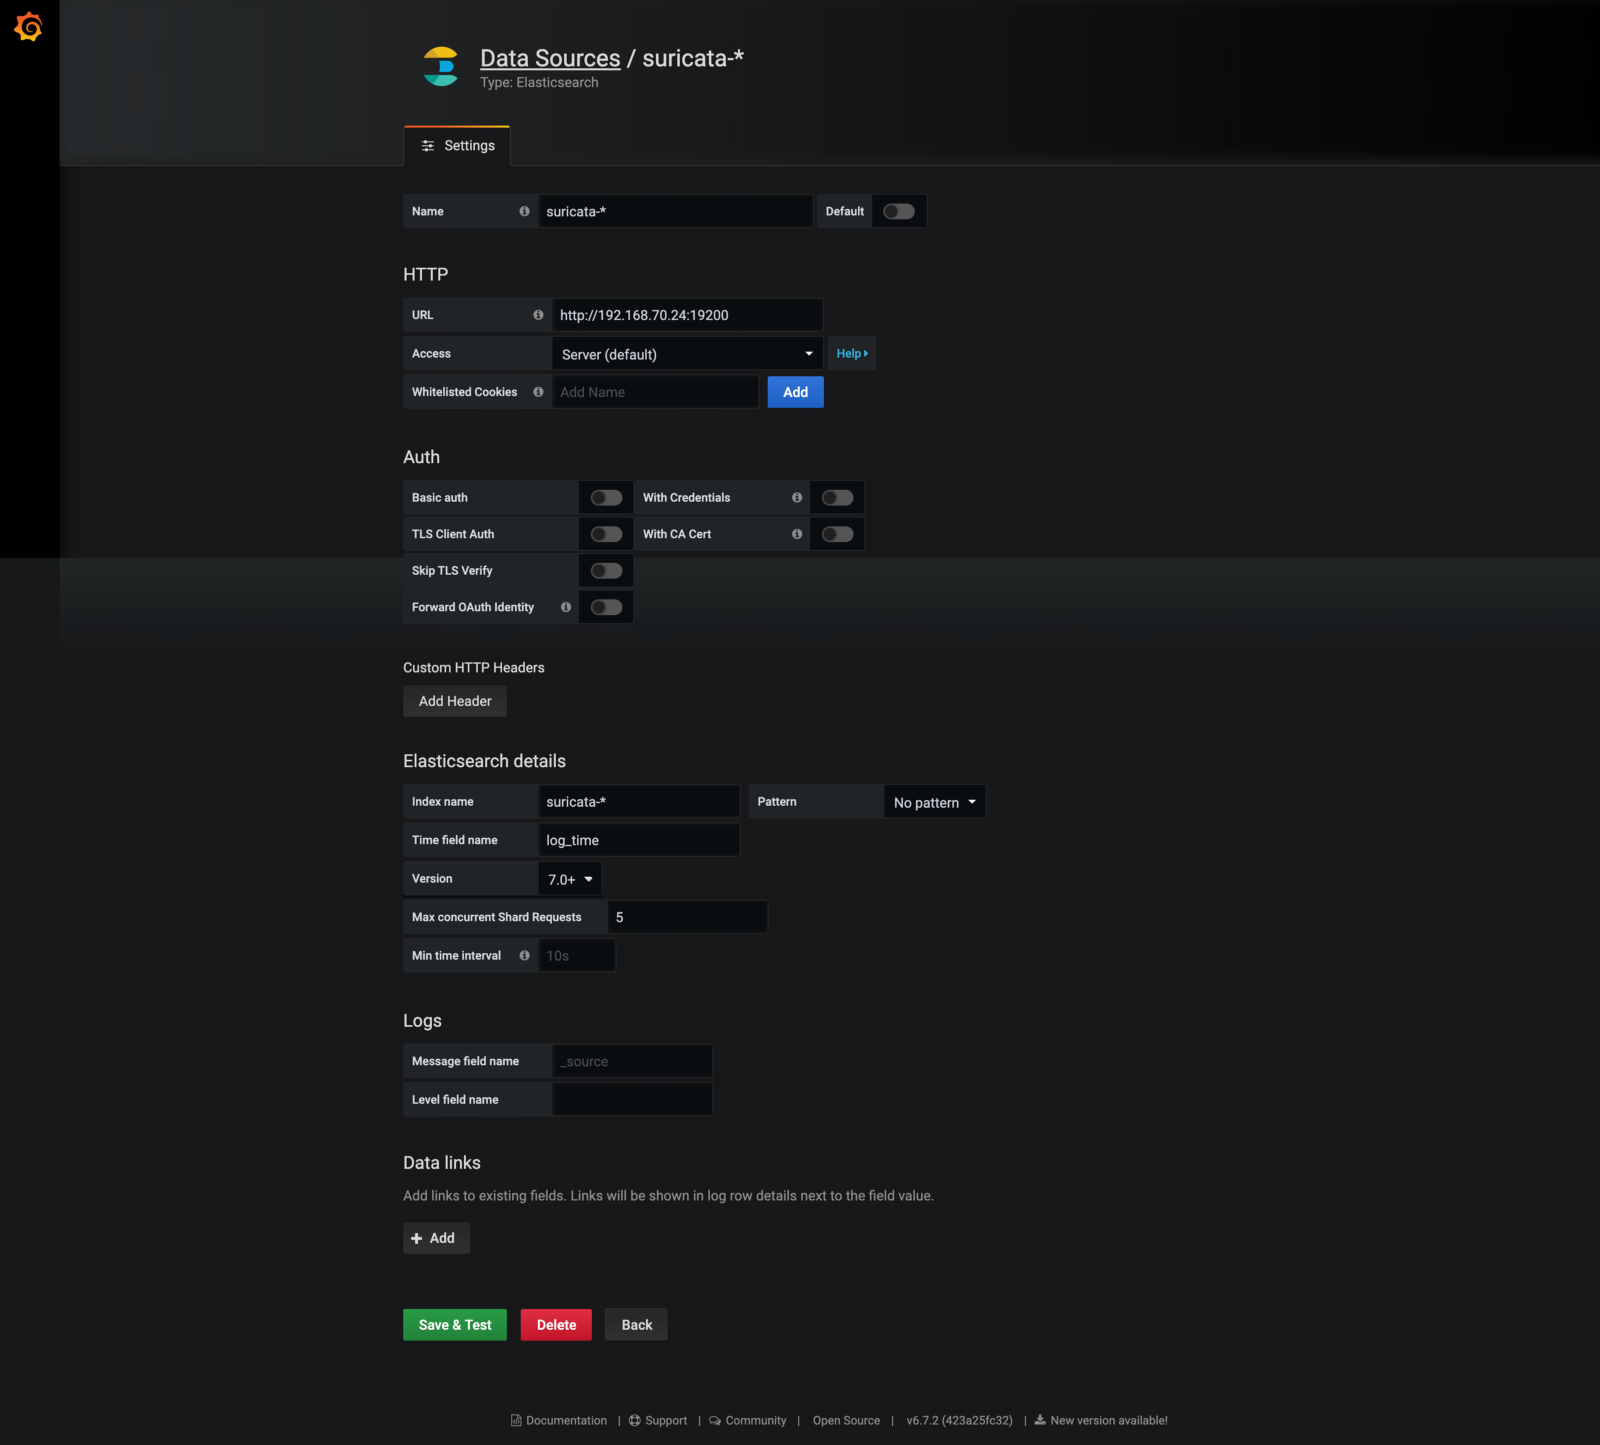 Data Sources / suricata-*
Type: Elasticsearch
Settings
Name suricata-* Default
HTTP
URL http://192.168.70.24:19200
Access Server (default) Help
Whitelisted Cookies Add Name Add
Auth
Basic auth With Credentials
TLS Client Auth With CA Cert
Skip TLS Verify
Forward OAuth Identity
Custom HTTP Headers
Add Header
Elasticsearch details
Index name suricata-* Pattern No pattern
Time field name log_time
Version 7.0+
Max concurrent Shard Requests 5
Min time interval 10s
Logs
Message field name _source
Level field name
Data links
Add links to existing fields. Links will be shown in log row details next to the field value.
+ Add
Save & Test Delete Back
Documentation | Support | Community | Open Source | v6.7.2 (423a25fc32) | New version available!